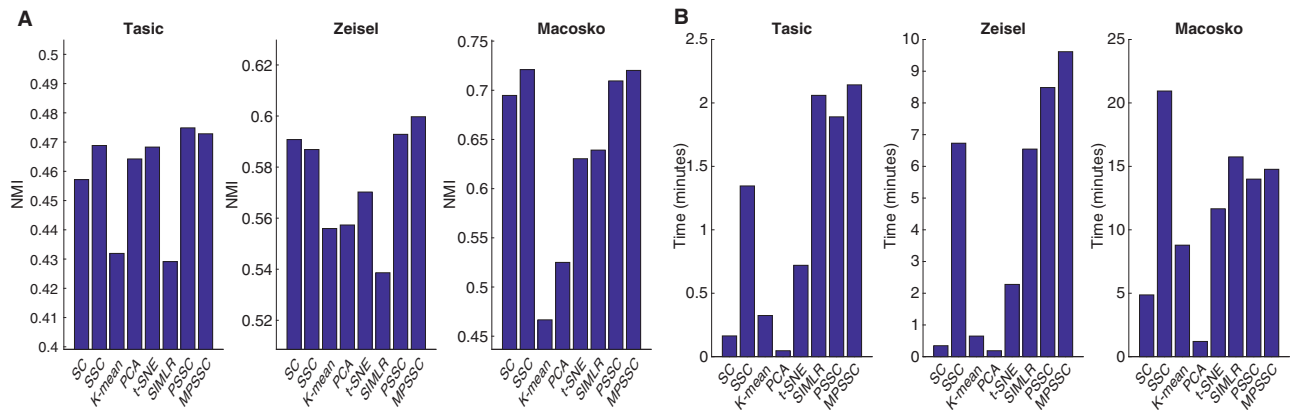 A
Tasic
NMI
0.5
0.49
0.48
0.47
0.46
0.45
0.44
0.43
0.42
0.41
0.4
SC
SSC
K-mean
PCA
t-SNE
SIMLR
PSSC
MPSSC
Zeisel
NMI
0.62
0.6
0.58
0.56
0.54
0.52
SC
SSC
K-mean
PCA
t-SNE
SIMLR
PSSC
MPSSC
Macosko
NMI
0.75
0.7
0.65
0.6
0.55
0.5
0.45
SC
SSC
K-mean
PCA
t-SNE
SIMLR
PSSC
MPSSC
B
Tasic
Time (minutes)
2.5
2
1.5
1
0.5
0
SC
SSC
K-mean
PCA
t-SNE
SIMLR
PSSC
MPSSC
Zeisel
Time (minutes)
10
9
8
7
6
5
4
3
2
1
0
SC
SSC
K-mean
PCA
t-SNE
SIMLR
PSSC
MPSSC
Macosko
Time (minutes)
25
20
15
10
5
0
SC
SSC
K-mean
PCA
t-SNE
SIMLR
PSSC
MPSSC